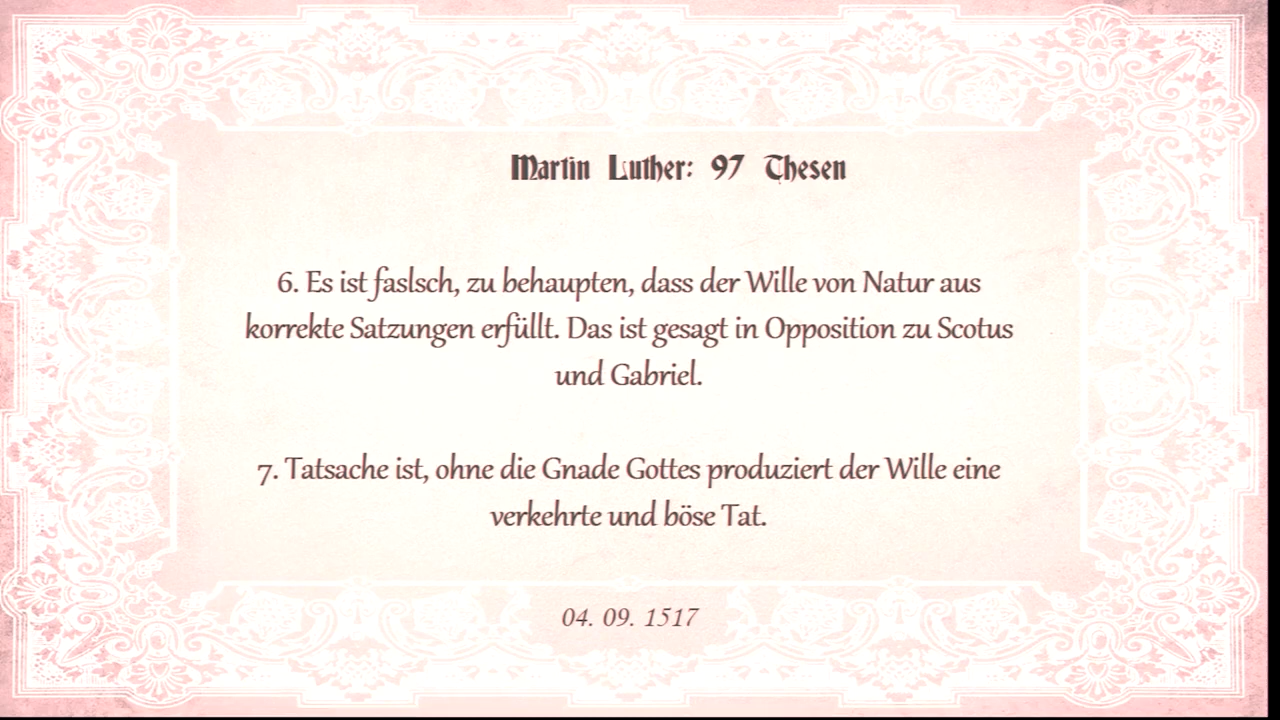 Martin Luther: 97 Thesen
6. Es ist faslsch, zu behaupten, dass der Wille von Natur aus
korrekte Satzungen erfüllt. Das ist gesagt in Opposition zu Scotus
und Gabriel.
7. Tatsache ist, ohne die Gnade Gottes produziert der Wille eine
verkehrte und böse Tat.
04. 09. 1517